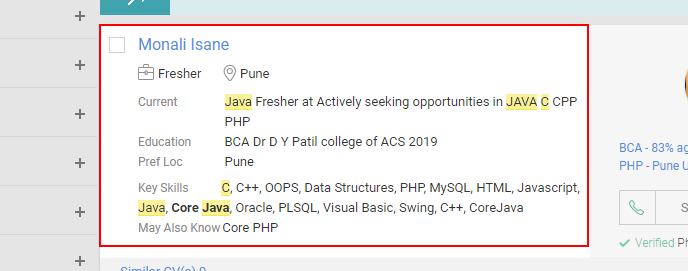 Monali Isane
Fresher Pune
Current Java Fresher at Actively seeking opportunities in JAVA C CPP
PHP
Education BCA Dr D Y Patil college of ACS 2019
Pref Loc Pune
Key Skills C, C++, OOPS, Data Structures, PHP, MySQL, HTML, Javascript,
Java, Core Java, Oracle, PLSQL, Visual Basic, Swing, C++, CoreJava
May Also Know Core PHP
BCA - 83% ag
PHP - Pune U
S
Verified Ph
Similar CV(s) 0